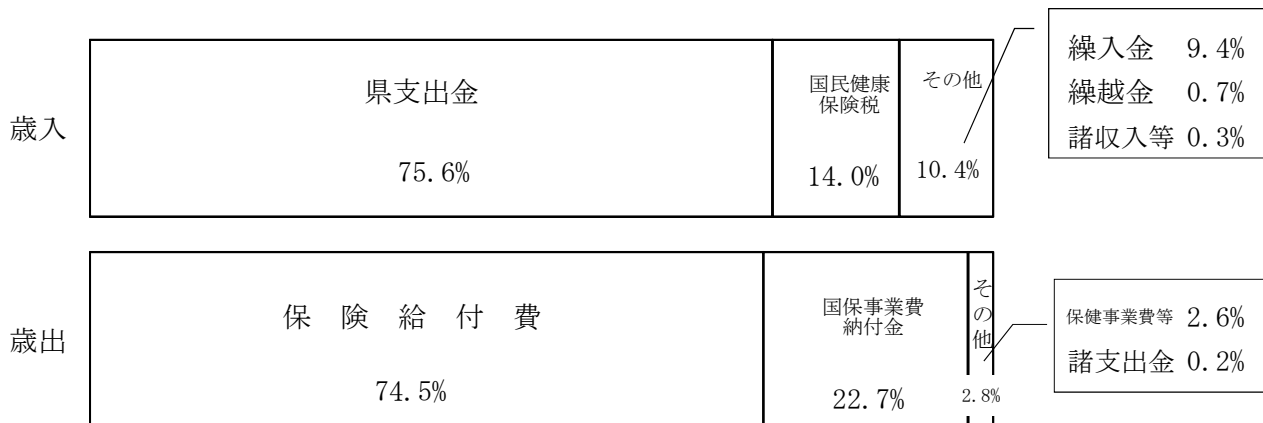 歳入
県支出金
75.6%
国民健康
保険税
14.0%
その他
10.4%
繰入金 9.4%
繰越金 0.7%
諸収入等 0.3%
歳出
保険給付費
74.5%
国保事業費
納付金
22.7%
その他
2.8%
保健事業費等 2.6%
諸支出金 0.2%